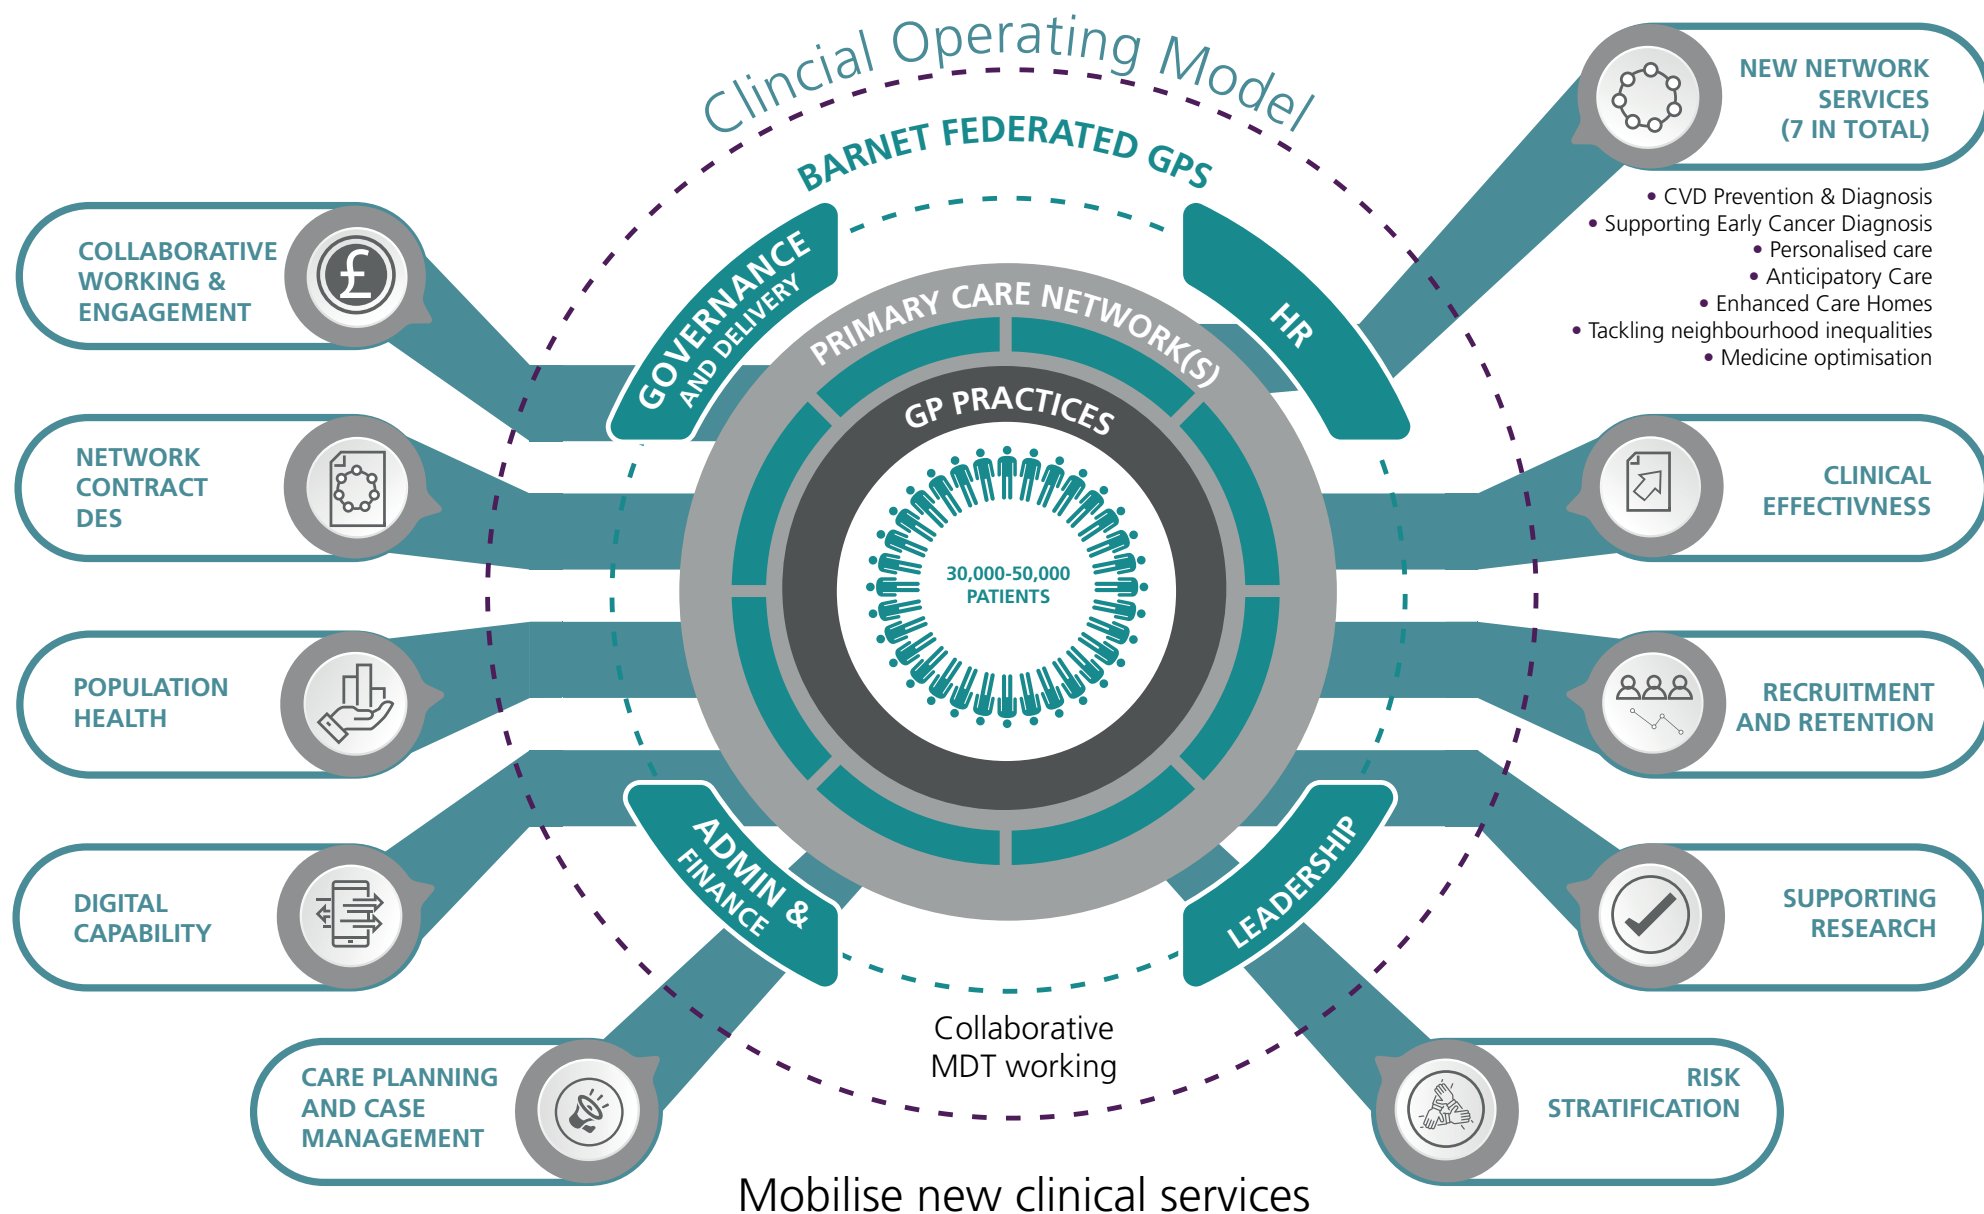 Clincial Operating Model
BARNET FEDERATED GPS
GOVERNANCE
AND DELIVERY
HR
PRIMARY CARE NETWORK(S)
GP PRACTICES
30,000-50,000
PATIENTS
ADMIN &
FINANCE
LEADERSHIP
Collaborative
MDT working
Mobilise new clinical services
COLLABORATIVE
WORKING &
ENGAGEMENT
£
NETWORK
CONTRACT
DES
POPULATION
HEALTH
DIGITAL
CAPABILITY
CARE PLANNING
AND CASE
MANAGEMENT
NEW NETWORK
SERVICES
(7 IN TOTAL)
• CVD Prevention & Diagnosis
• Supporting Early Cancer Diagnosis
• Personalised care
• Anticipatory Care
• Enhanced Care Homes
• Tackling neighbourhood inequalities
• Medicine optimisation
CLINICAL
EFFECTIVNESS
RECRUITMENT
AND RETENTION
SUPPORTING
RESEARCH
RISK
STRATIFICATION